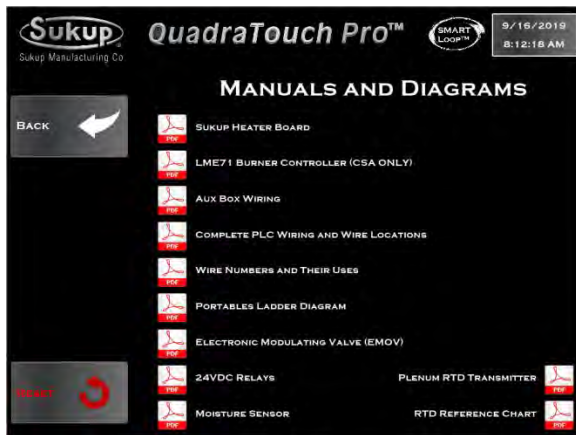 Sukup
Sukup Manufacturing Co
QuadraTouch Pro™
SMART LOOP™
9/16/2019
8:12:18 AM
MANUALS AND DIAGRAMS
BACK
PDF SUKUP HEATER BOARD
PDF LME71 BURNER CONTROLLER (CSA ONLY)
PDF AUX BOX WIRING
PDF COMPLETE PLC WIRING AND WIRE LOCATIONS
PDF WIRE NUMBERS AND THEIR USES
PDF PORTABLES LADDER DIAGRAM
PDF ELECTRONIC MODULATING VALVE (EMOV)
PDF 24VDC RELAYS
PLENUM RTD TRANSMITTER PDF
RESET
PDF MOISTURE SENSOR
RTD REFERENCE CHART PDF